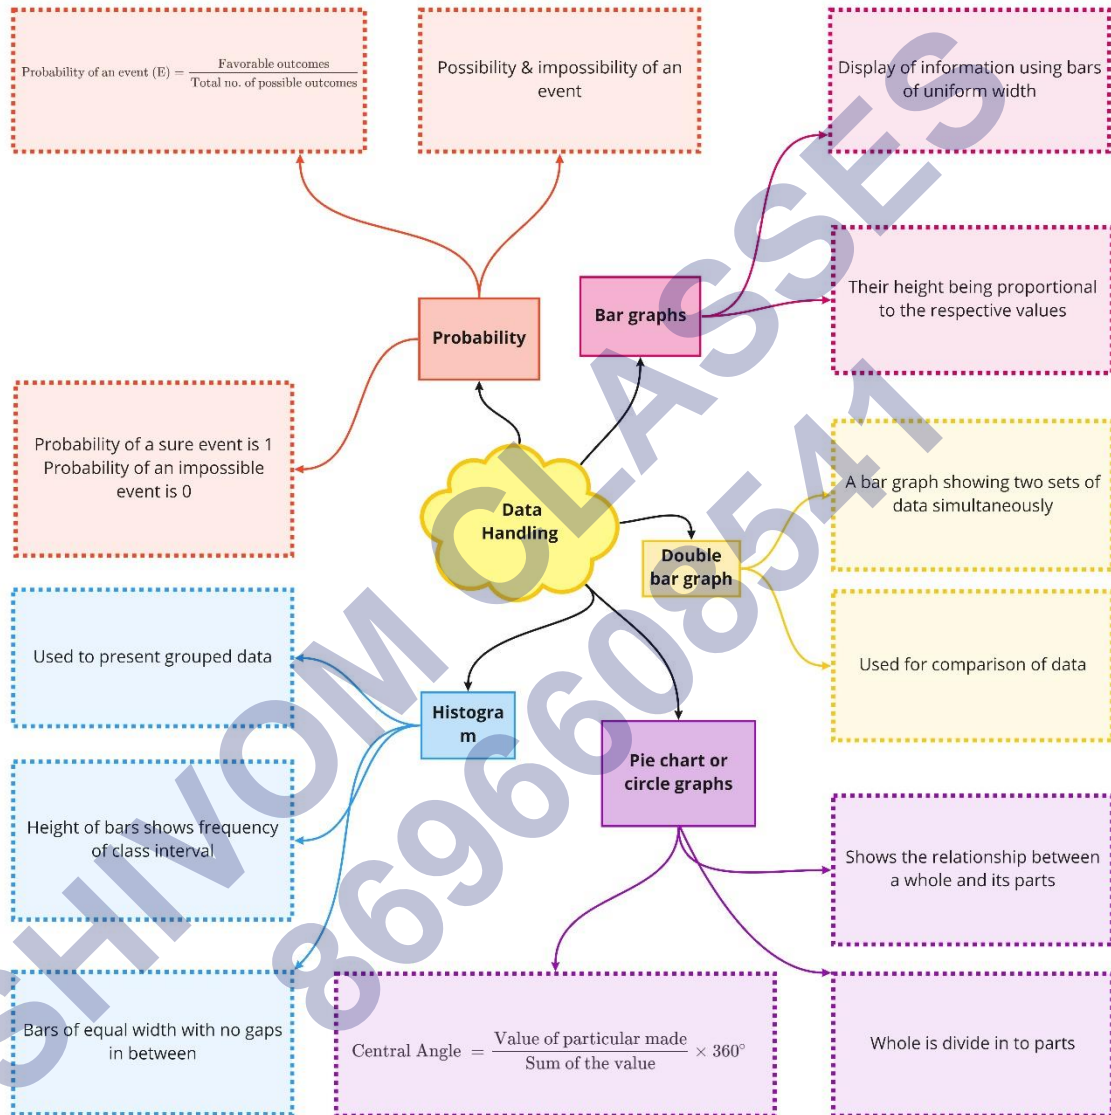 Probability of an event (E) = Favorable outcomes / Total no. of possible outcomes
Possibility & impossibility of an
event
Display of information using bars
of uniform width
Their height being proportional
to the respective values
Bar graphs
Probability
Probability of a sure event is 1
Probability of an impossible
event is 0
Data
Handling
A bar graph showing two sets of
data simultaneously
Double
bar graph
Used to present grouped data
Used for comparison of data
Histogra
m
Pie chart or
circle graphs
Height of bars shows frequency
of class interval
Shows the relationship between
a whole and its parts
Bars of equal width with no gaps
in between
Central Angle = Value of particular made / Sum of the value × 360°
Whole is divide in to parts
SHIVOM CLASSES
8696608541